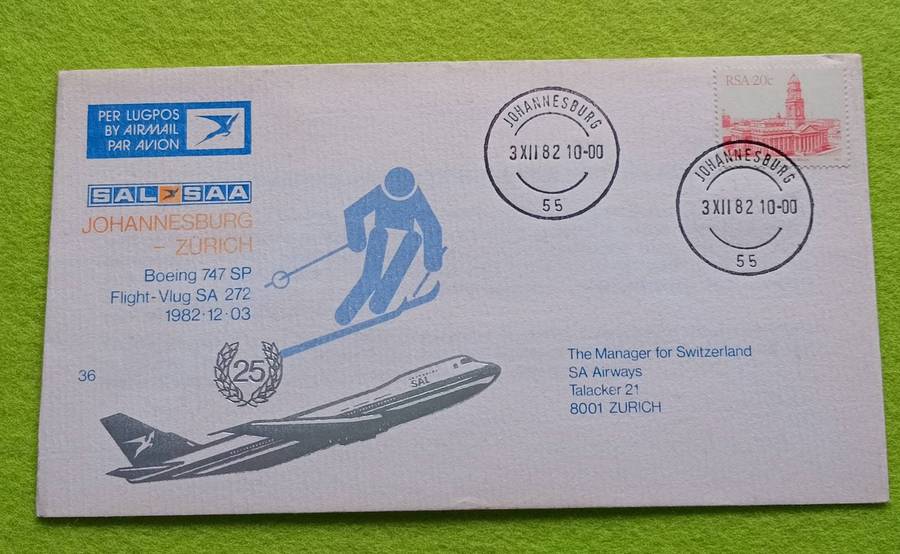 PER LUGPOS
BY AIRMAIL
PAR AVION
SAL SAA
JOHANNESBURG
- ZÜRICH
Boeing 747 SP
Flight-Vlug SA 272
1982·12·03
36
25
SAL
JOHANNESBURG
3 XII 82 10-00
55
RSA 20c
JOHANNESBURG
3 XII 82 10-00
55
The Manager for Switzerland
SA Airways
Talacker 21
8001 ZURICH